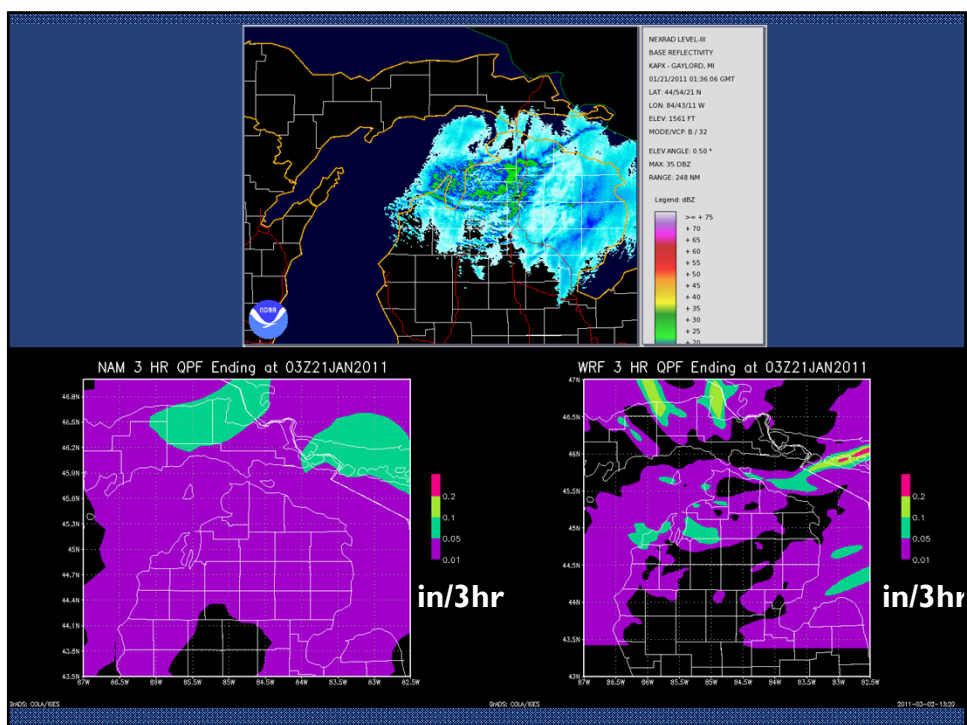 NEXRAD LEVEL-III
BASE REFLECTIVITY
KAPX - GAYLORD, MI
01/21/2011 01:36:06 GMT
LAT: 44/54/21 N
LON: 84/43/11 W
ELEV: 1561 FT
MODE/VCP: B / 32
ELEV ANGLE: 0.50 °
MAX: 35 DBZ
RANGE: 248 NM
Legend: dBZ
>= + 75
+ 70
+ 65
+ 60
+ 55
+ 50
+ 45
+ 40
+ 35
+ 30
+ 25
+ 20
NOAA
NAM 3 HR QPF Ending at 03Z21JAN2011
46.8N
46.5N
46.2N
45.9N
45.6N
45.3N
45N
44.7N
44.4N
44.1N
43.8N
43.5N
87W
86.5W
86W
85.5W
85W
84.5W
84W
83.5W
83W
82.5W
0.2
0.1
0.05
0.01
in/3hr
GrADS: COLA/IGES
WRF 3 HR QPF Ending at 03Z21JAN2011
47N
46.5N
46N
45.5N
45N
44.5N
44N
43.5N
43N
87W
86.5W
86W
85.5W
85W
84.5W
84W
83.5W
83W
82.5W
0.2
0.1
0.05
0.01
in/3hr
GrADS: COLA/IGES
2011-03-02-13:20